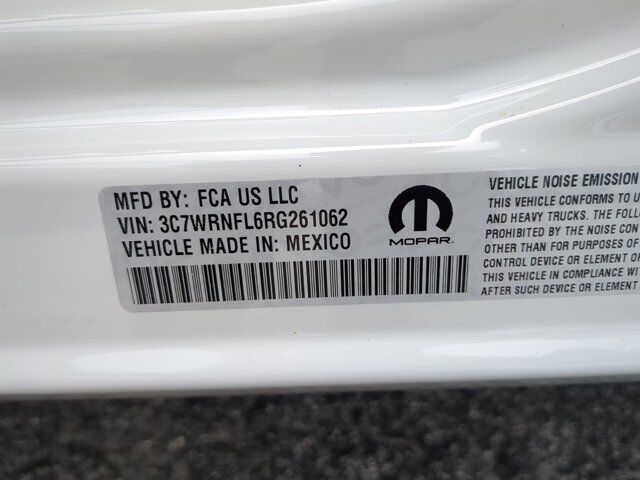 MFD BY: FCA US LLC
VIN: 3C7WRNFL6RG261062
VEHICLE MADE IN: MEXICO
MOPAR
VEHICLE NOISE EMISSION
THIS VEHICLE CONFORMS TO U
AND HEAVY TRUCKS. THE FOLLO
PROHIBITED BY THE NOISE CON
OTHER THAN FOR PURPOSES OF
CONTROL DEVICE OR ELEMENT OF
THIS VEHICLE IN COMPLIANCE WITH
AFTER SUCH DEVICE OR ELEMENT